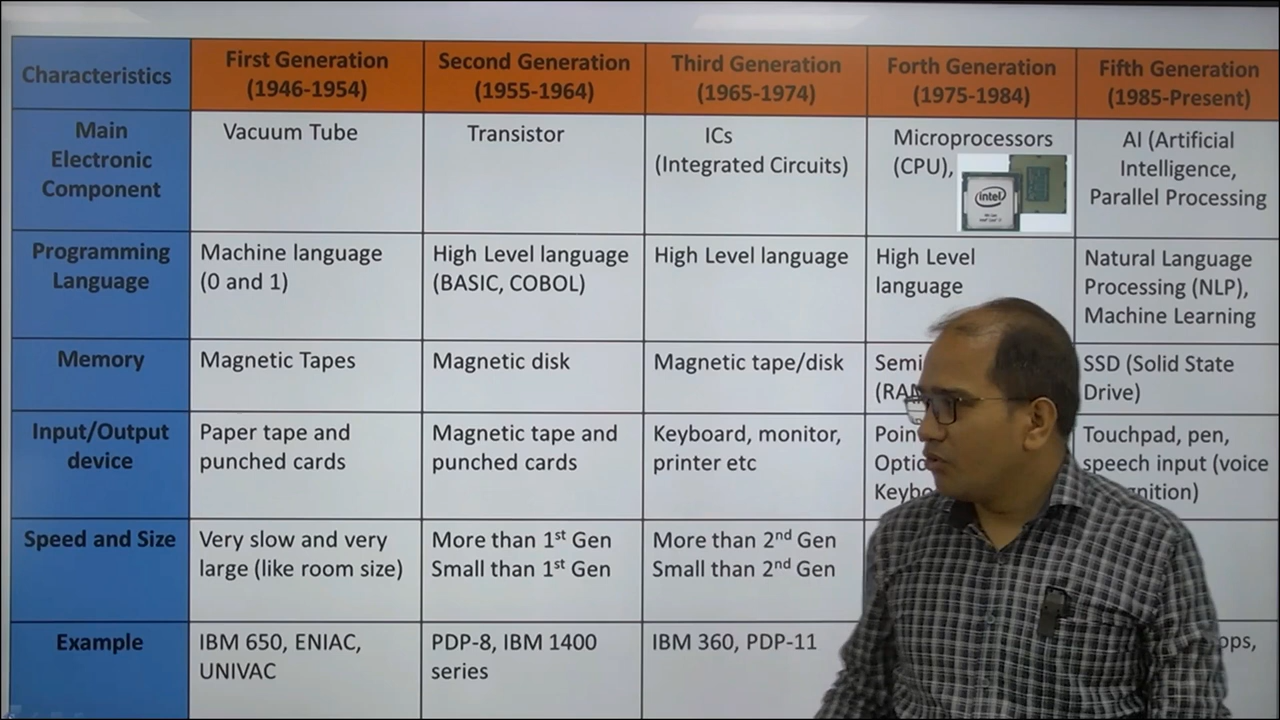 Characteristics
First Generation
(1946-1954)
Second Generation
(1955-1964)
Third Generation
(1965-1974)
Forth Generation
(1975-1984)
Fifth Generation
(1985-Present)
Main
Electronic
Component
Vacuum Tube
Transistor
ICs
(Integrated Circuits)
Microprocessors
(CPU),
intel
AI (Artificial
Intelligence,
Parallel Processing
Programming
Language
Machine language
(0 and 1)
High Level language
(BASIC, COBOL)
High Level language
High Level
language
Natural Language
Processing (NLP),
Machine Learning
Memory
Magnetic Tapes
Magnetic disk
Magnetic tape/disk
SSD (Solid State
Drive)
Input/Output
device
Paper tape and
punched cards
Magnetic tape and
punched cards
Keyboard, monitor,
printer etc
Touchpad, pen,
speech input (voice
Speed and Size
Very slow and very
large (like room size)
More than 1st Gen
Small than 1st Gen
More than 2nd Gen
Small than 2nd Gen
Example
IBM 650, ENIAC,
UNIVAC
PDP-8, IBM 1400
series
IBM 360, PDP-11